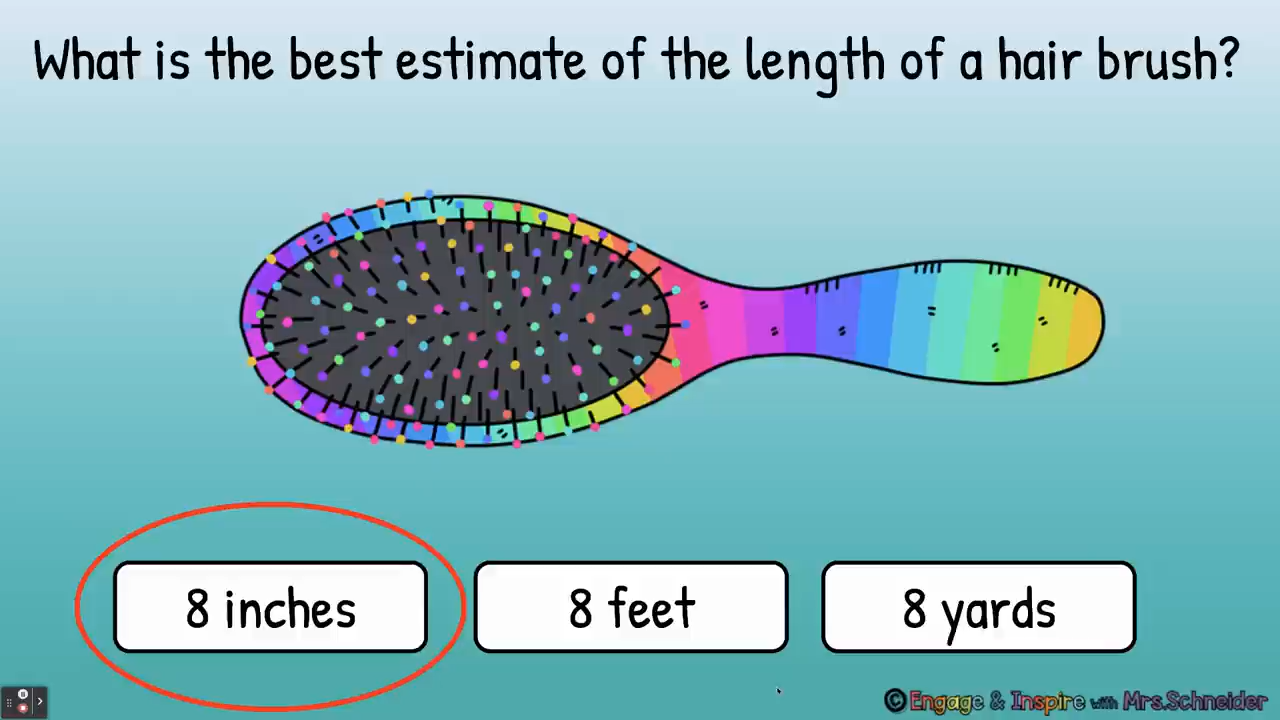 What is the best estimate of the length of a hair brush?
8 inches
8 feet
8 yards
© Engage & Inspire with Mrs.Schneider